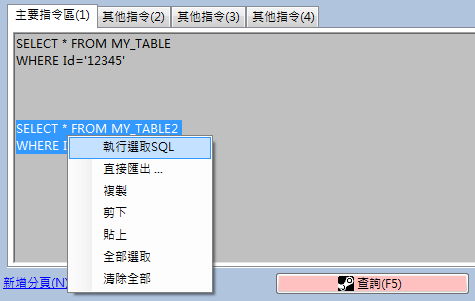 主要指令區(1) 其他指令(2) 其他指令(3) 其他指令(4)
SELECT * FROM MY_TABLE
WHERE Id='12345'
SELECT * FROM MY_TABLE2
WHERE I
執行選取SQL
直接匯出 ...
複製
剪下
貼上
全部選取
清除全部
新增分頁(N)
查詢(F5)